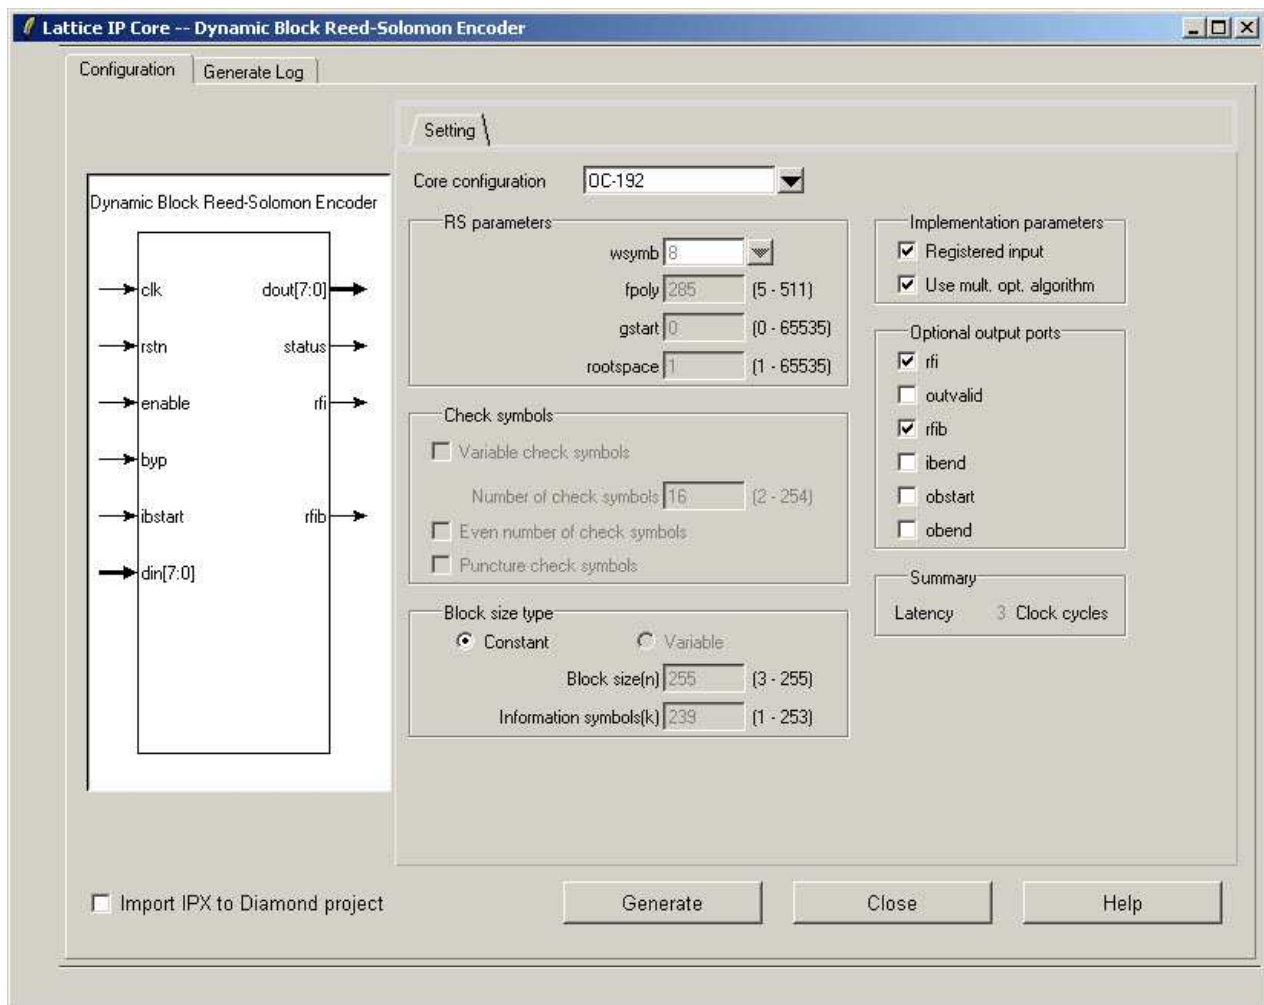 Lattice IP Core -- Dynamic Block Reed-Solomon Encoder
Configuration
Generate Log
Dynamic Block Reed-Solomon Encoder
clk
dout[7:0]
rstn
status
enable
rfi
byp
ibstart
rfib
din[7:0]
Setting
Core configuration OC-192
RS parameters
wsymb 8
fpoly 285 (5 - 511)
gstart 0 (0 - 65535)
rootspace 1 (1 - 65535)
Check symbols
Variable check symbols
Number of check symbols 16 (2 - 254)
Even number of check symbols
Puncture check symbols
Block size type
Constant Variable
Block size(n) 255 (3 - 255)
Information symbols(k) 239 (1 - 253)
Implementation parameters
Registered input
Use mult. opt. algorithm
Optional output ports
rfi
outvalid
rfib
ibend
obstart
obend
Summary
Latency 3 Clock cycles
Import IPX to Diamond project
Generate
Close
Help